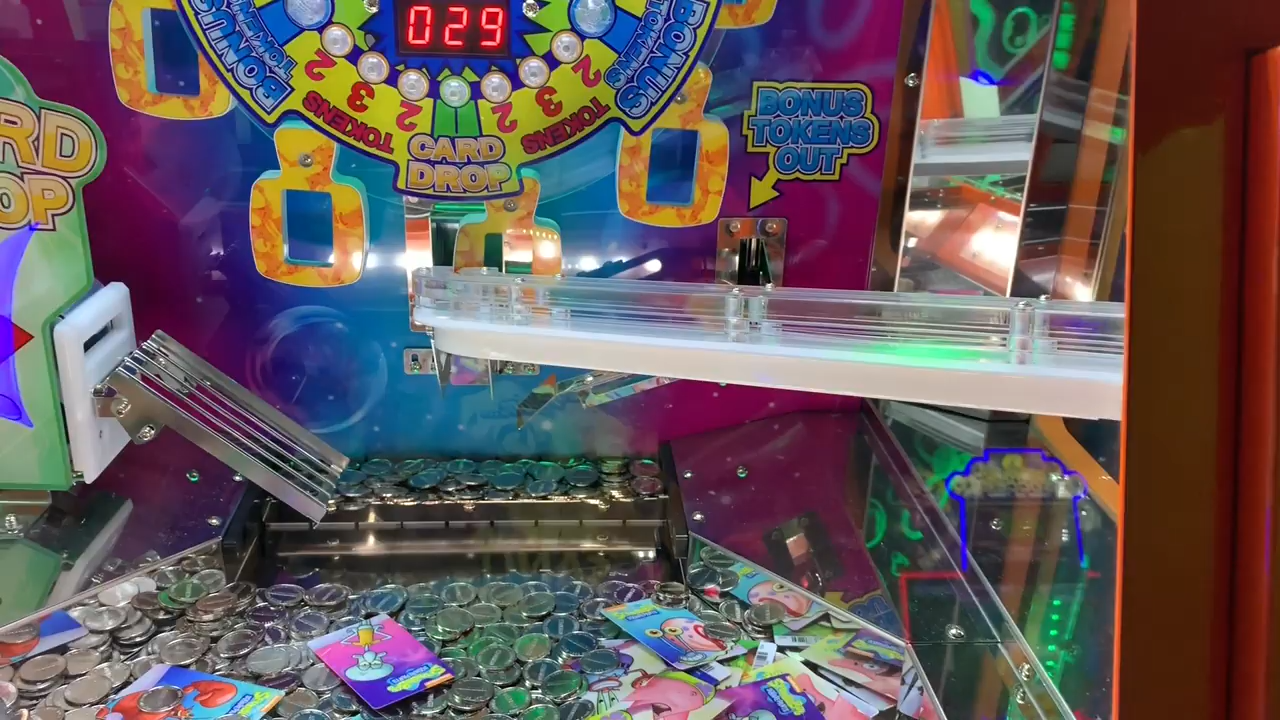 029
BONUS
TOKENS
BONUS
TOKENS
2
3
2
2
3
2
TOKENS
TOKENS
CARD
DROP
BONUS
TOKENS
OUT
RD
OP